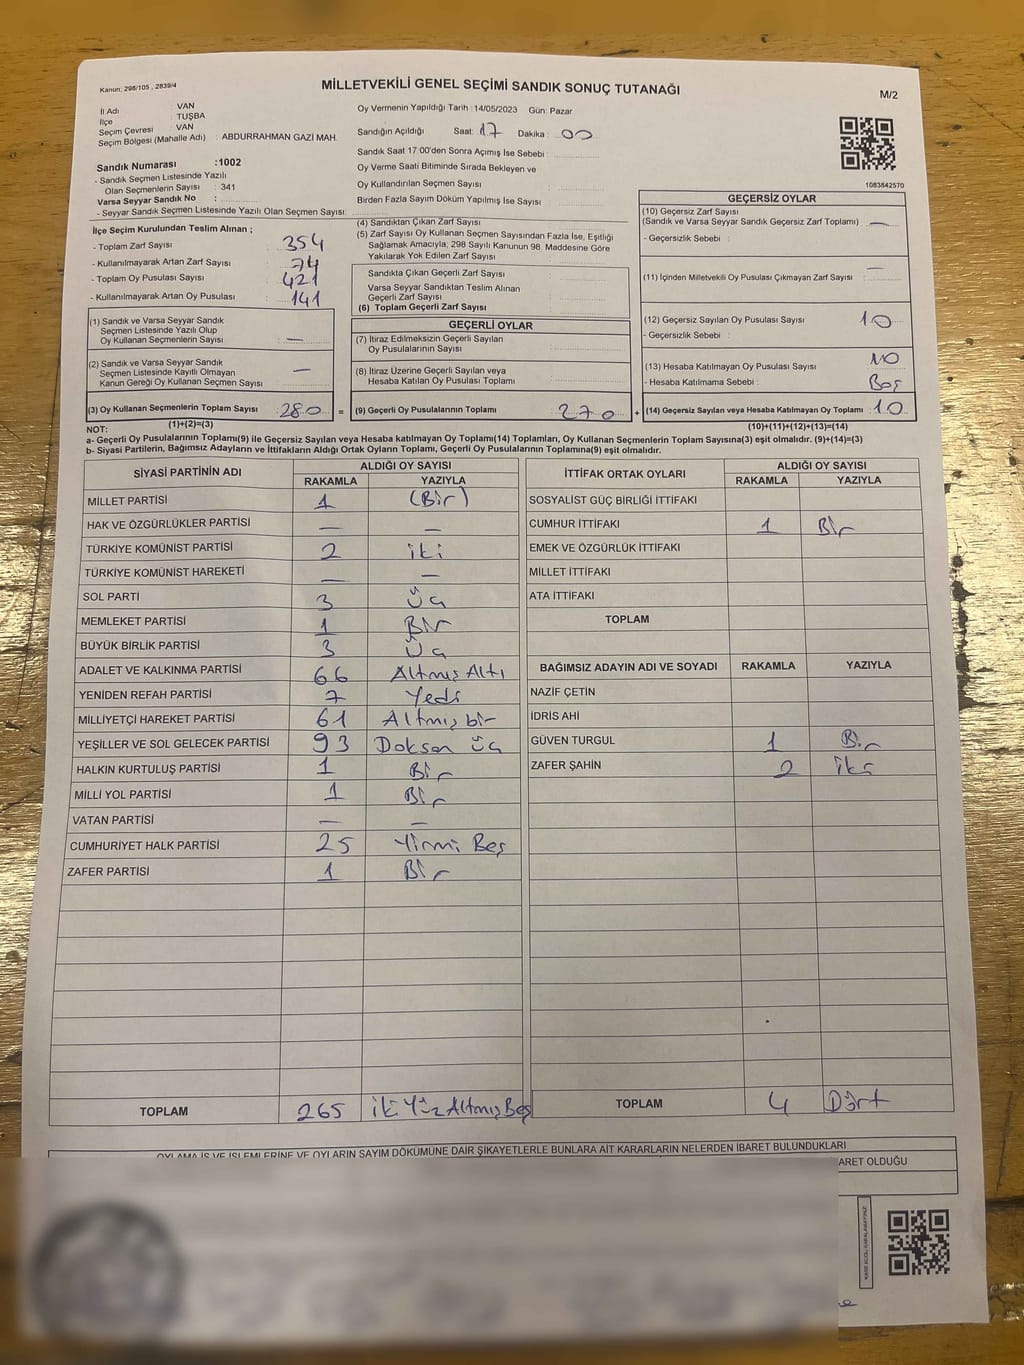 Kanun: 298/105 , 2839/4
MİLLETVEKİLİ GENEL SEÇİMİ SANDIK SONUÇ TUTANAĞI
M/2
İl Adı VAN
İlçe : TUŞBA
Seçim Çevresi VAN
Seçim Bölgesi (Mahalle Adı) : ABDURRAHMAN GAZİ MAH.
Sandık Numarası :1002
- Sandık Seçmen Listesinde Yazılı
Olan Seçmenlerin Sayısı : 341
Varsa Seyyar Sandık No :
- Seyyar Sandık Seçmen Listesinde Yazılı Olan Seçmen Sayısı:
Oy Vermenin Yapıldığı Tarih :14/05/2023 Gün: Pazar
Sandığın Açıldığı Saat: 17 Dakika : 00
Sandık Saat 17:00'den Sonra Açımış İse Sebebi :
Oy Verme Saati Bitiminde Sırada Bekleyen ve
Oy Kullandırılan Seçmen Sayısı
Birden Fazla Sayım Döküm Yapılmış İse Sayısı
1083842570
İlçe Seçim Kurulundan Teslim Alınan ;
- Toplam Zarf Sayısı 354
- Kullanılmayarak Artan Zarf Sayısı 74
- Toplam Oy Pusulası Sayısı 421
- Kullanılmayarak Artan Oy Pusulası 141
(1) Sandık ve Varsa Seyyar Sandık
Seçmen Listesinde Yazılı Olup
Oy Kullanan Seçmenlerin Sayısı —
(2) Sandık ve Varsa Seyyar Sandık
Seçmen Listesinde Kayıtlı Olmayan
Kanun Gereği Oy Kullanan Seçmen Sayısı —
(3) Oy Kullanan Seçmenlerin Toplam Sayısı : 280 =
(1)+(2)=(3)
(4) Sandıktan Çıkan Zarf Sayısı
(5) Zarf Sayısı Oy Kullanan Seçmen Sayısından Fazla İse, Eşitliği
Sağlamak Amacıyla, 298 Sayılı Kanunun 98. Maddesine Göre
Yakılarak Yok Edilen Zarf Sayısı
Sandıkta Çıkan Geçerli Zarf Sayısı
Varsa Seyyar Sandıktan Teslim Alınan
Geçerli Zarf Sayısı
(6) Toplam Geçerli Zarf Sayısı
GEÇERLİ OYLAR
(7) İtiraz Edilmeksizin Geçerli Sayılan
Oy Pusulalarının Sayısı
(8) İtiraz Üzerine Geçerli Sayılan veya
Hesaba Katılan Oy Pusulası Toplamı
(9) Geçerli Oy Pusulalarının Toplamı 270 +
GEÇERSİZ OYLAR
(10) Geçersiz Zarf Sayısı
(Sandık ve Varsa Seyyar Sandık Geçersiz Zarf Toplamı) : —
- Geçersizlik Sebebi :
(11) İçinden Milletvekili Oy Pusulası Çıkmayan Zarf Sayısı : —
(12) Geçersiz Sayılan Oy Pusulası Sayısı 10
- Geçersizlik Sebebi :
(13) Hesaba Katılmayan Oy Pusulası Sayısı : 10
- Hesaba Katılmama Sebebi : Boş
(14) Geçersiz Sayılan veya Hesaba Katılmayan Oy Toplamı : 10
(10)+(11)+(12)+(13)=(14)
NOT:
a- Geçerli Oy Pusulalarının Toplamı(9) ile Geçersiz Sayılan veya Hesaba katılmayan Oy Toplamı(14) Toplamları, Oy Kullanan Seçmenlerin Toplam Sayısına(3) eşit olmalıdır. (9)+(14)=(3)
b- Siyasi Partilerin, Bağımsız Adayların ve İttifakların Aldığı Ortak Oyların Toplamı, Geçerli Oy Pusulalarının Toplamına(9) eşit olmalıdır.
SİYASİ PARTİNİN ADI ALDIĞI OY SAYISI
RAKAMLA YAZIYLA
MİLLET PARTİSİ 1 (Bir)
HAK VE ÖZGÜRLÜKLER PARTİSİ — —
TÜRKİYE KOMÜNİST PARTİSİ 2 iki
TÜRKİYE KOMÜNİST HAREKETİ — —
SOL PARTİ 3 Üç
MEMLEKET PARTİSİ 1 Bir
BÜYÜK BİRLİK PARTİSİ 3 Üç
ADALET VE KALKINMA PARTİSİ 66 Altmış Altı
YENİDEN REFAH PARTİSİ 7 Yedi
MİLLİYETÇİ HAREKET PARTİSİ 61 Altmış bir
YEŞİLLER VE SOL GELECEK PARTİSİ 93 Doksan üç
HALKIN KURTULUŞ PARTİSİ 1 Bir
MİLLİ YOL PARTİSİ 1 Bir
VATAN PARTİSİ — —
CUMHURİYET HALK PARTİSİ 25 Yirmi Beş
ZAFER PARTİSİ 1 Bir
TOPLAM 265 iki Yüz Altmış Beş
İTTİFAK ORTAK OYLARI ALDIĞI OY SAYISI
RAKAMLA YAZIYLA
SOSYALİST GÜÇ BİRLİĞİ İTTİFAKI
CUMHUR İTTİFAKI 1 Bir
EMEK VE ÖZGÜRLÜK İTTİFAKI
MİLLET İTTİFAKI
ATA İTTİFAKI
TOPLAM
BAĞIMSIZ ADAYIN ADI VE SOYADI RAKAMLA YAZIYLA
NAZİF ÇETİN
İDRİS AHİ
GÜVEN TURGUL 1 Bir
ZAFER ŞAHİN 2 iki
TOPLAM 4 Dört
OYLAMA İŞ VE İŞLEMLERİNE VE OYLARIN SAYIM DÖKÜMÜNE DAİR ŞİKAYETLERLE BUNLARA AİT KARARLARIN NELERDEN İBARET BULUNDUKLARI
ARET OLDUĞU